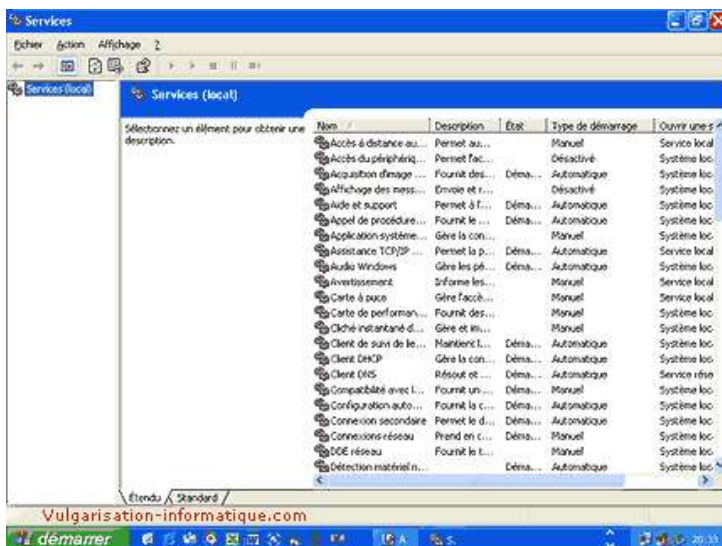 Services
Fichier Action Affichage ?
Services (local)
Services (local)
Sélectionnez un élément pour obtenir une description.
Nom Description État Type de démarrage Ouvrir une s
Accès à distance au... Permet au... Manuel Service local
Accès du périphériq... Permet l'ac... Désactivé Système loc
Acquisition d'image ... Fournit des... Déma... Automatique Système loc
Affichage des mess... Envoie et r... Désactivé Système loc
Aide et support Permet à l'... Déma... Automatique Système loc
Appel de procédure... Fournit le ... Déma... Automatique Système loc
Application système... Gère la con... Manuel Système loc
Assistance TCP/IP ... Permet la p... Déma... Automatique Service local
Audio Windows Gère les pé... Déma... Automatique Système loc
Avertissement Informe les... Manuel Service local
Carte à puce Gère l'accè... Manuel Service local
Carte de performan... Fournit des... Manuel Système loc
Cliché instantané d... Gère et im... Manuel Système loc
Client de suivi de lie... Maintient l... Déma... Automatique Système loc
Client DHCP Gère la con... Déma... Automatique Système loc
Client DNS Résout et ... Déma... Automatique Service rése
Compatibilité avec l... Fournit un ... Déma... Manuel Système loc
Configuration auto... Fournit la c... Déma... Automatique Système loc
Connexion secondaire Permet le d... Déma... Automatique Système loc
Connexions réseau Prend en c... Déma... Manuel Système loc
DDE réseau Fournit le t... Manuel Système loc
Détection matériel n... Déma... Automatique Système loc
Étendu Standard
Vulgarisation-informatique.com
démarrer A S. 20:33